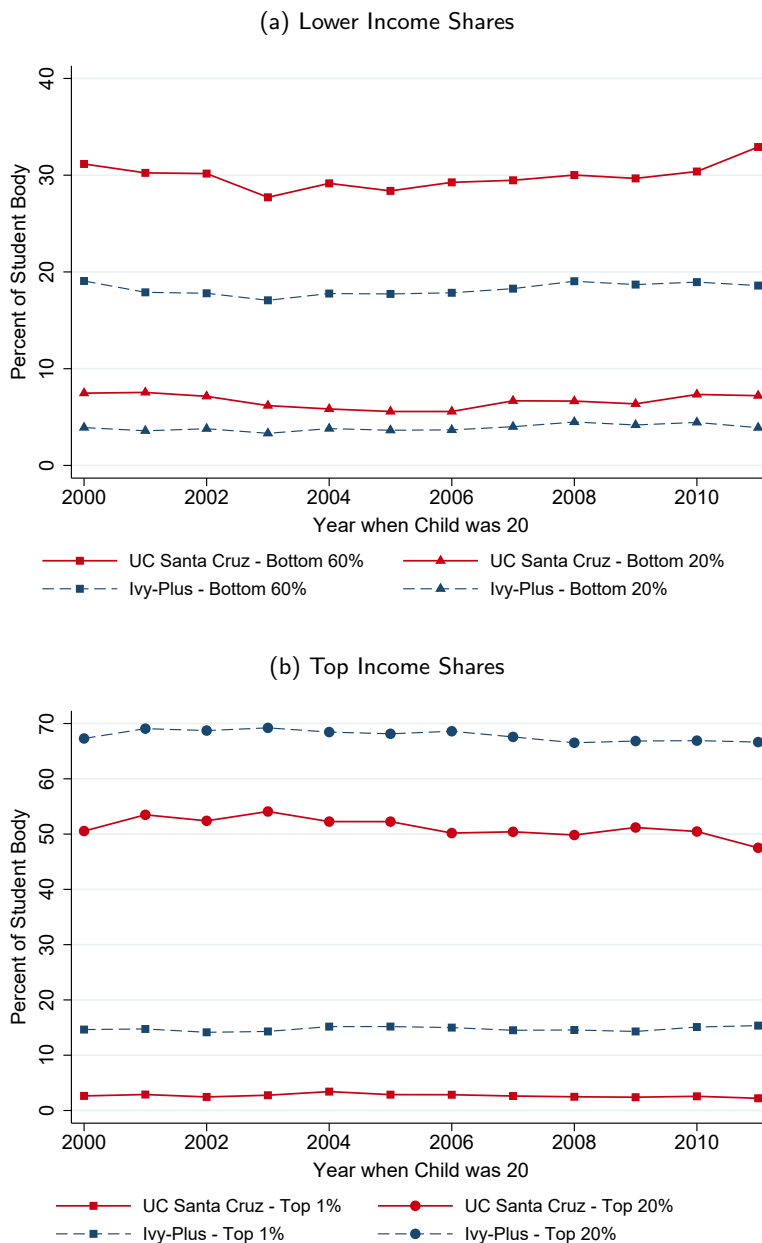 (a) Lower Income Shares
Percent of Student Body
40
30
20
10
0
2000 2002 2004 2006 2008 2010
Year when Child was 20
UC Santa Cruz - Bottom 60% UC Santa Cruz - Bottom 20%
Ivy-Plus - Bottom 60% Ivy-Plus - Bottom 20%
(b) Top Income Shares
Percent of Student Body
70
60
50
40
30
20
10
0
2000 2002 2004 2006 2008 2010
Year when Child was 20
UC Santa Cruz - Top 1% UC Santa Cruz - Top 20%
Ivy-Plus - Top 1% Ivy-Plus - Top 20%